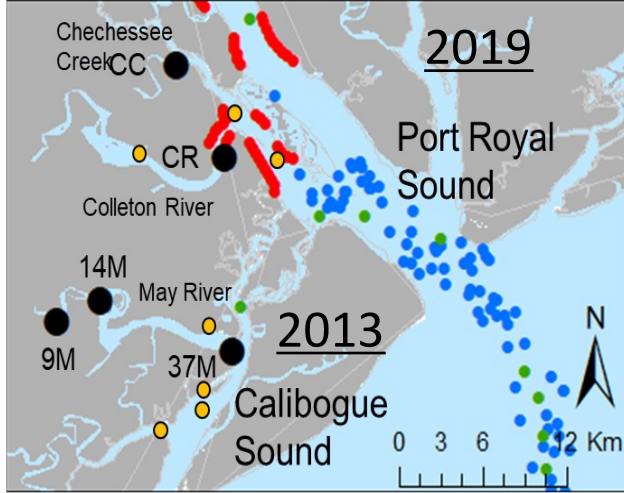 Chechessee
Creek
CC
2019
Port Royal
Sound
CR
Colleton River
14M
May River
9M
2013
37M
N
Calibogue
Sound
0 3 6 12 Km